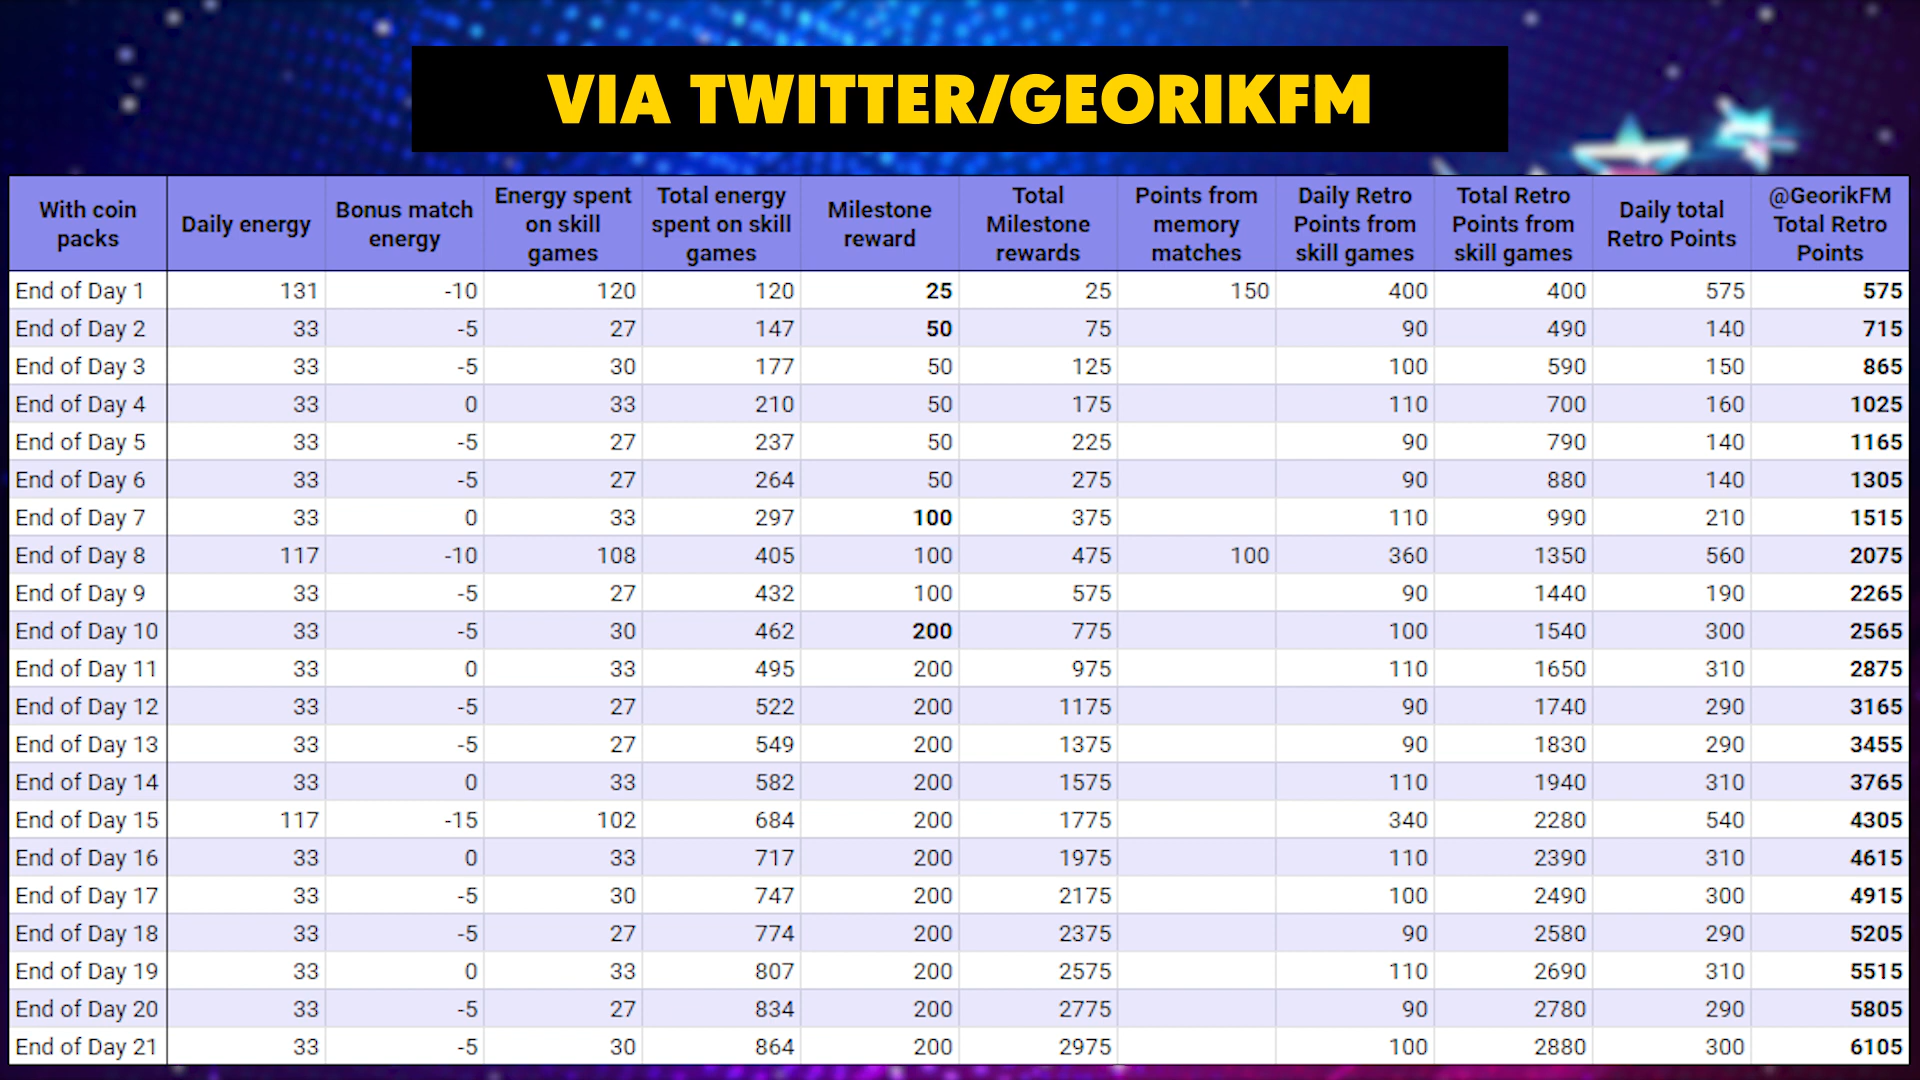 VIA TWITTER/GEORIKFM
With coin packs Daily energy Bonus match energy Energy spent on skill games Total energy spent on skill games Milestone reward Total Milestone rewards Points from memory matches Daily Retro Points from skill games Total Retro Points from skill games Daily total Retro Points @GeorikFM Total Retro Points
End of Day 1 131 -10 120 120 25 25 150 400 400 575 575
End of Day 2 33 -5 27 147 50 75 90 490 140 715
End of Day 3 33 -5 30 177 50 125 100 590 150 865
End of Day 4 33 0 33 210 50 175 110 700 160 1025
End of Day 5 33 -5 27 237 50 225 90 790 140 1165
End of Day 6 33 -5 27 264 50 275 90 880 140 1305
End of Day 7 33 0 33 297 100 375 110 990 210 1515
End of Day 8 117 -10 108 405 100 475 100 360 1350 560 2075
End of Day 9 33 -5 27 432 100 575 90 1440 190 2265
End of Day 10 33 -5 30 462 200 775 100 1540 300 2565
End of Day 11 33 0 33 495 200 975 110 1650 310 2875
End of Day 12 33 -5 27 522 200 1175 90 1740 290 3165
End of Day 13 33 -5 27 549 200 1375 90 1830 290 3455
End of Day 14 33 0 33 582 200 1575 110 1940 310 3765
End of Day 15 117 -15 102 684 200 1775 340 2280 540 4305
End of Day 16 33 0 33 717 200 1975 110 2390 310 4615
End of Day 17 33 -5 30 747 200 2175 100 2490 300 4915
End of Day 18 33 -5 27 774 200 2375 90 2580 290 5205
End of Day 19 33 0 33 807 200 2575 110 2690 310 5515
End of Day 20 33 -5 27 834 200 2775 90 2780 290 5805
End of Day 21 33 -5 30 864 200 2975 100 2880 300 6105